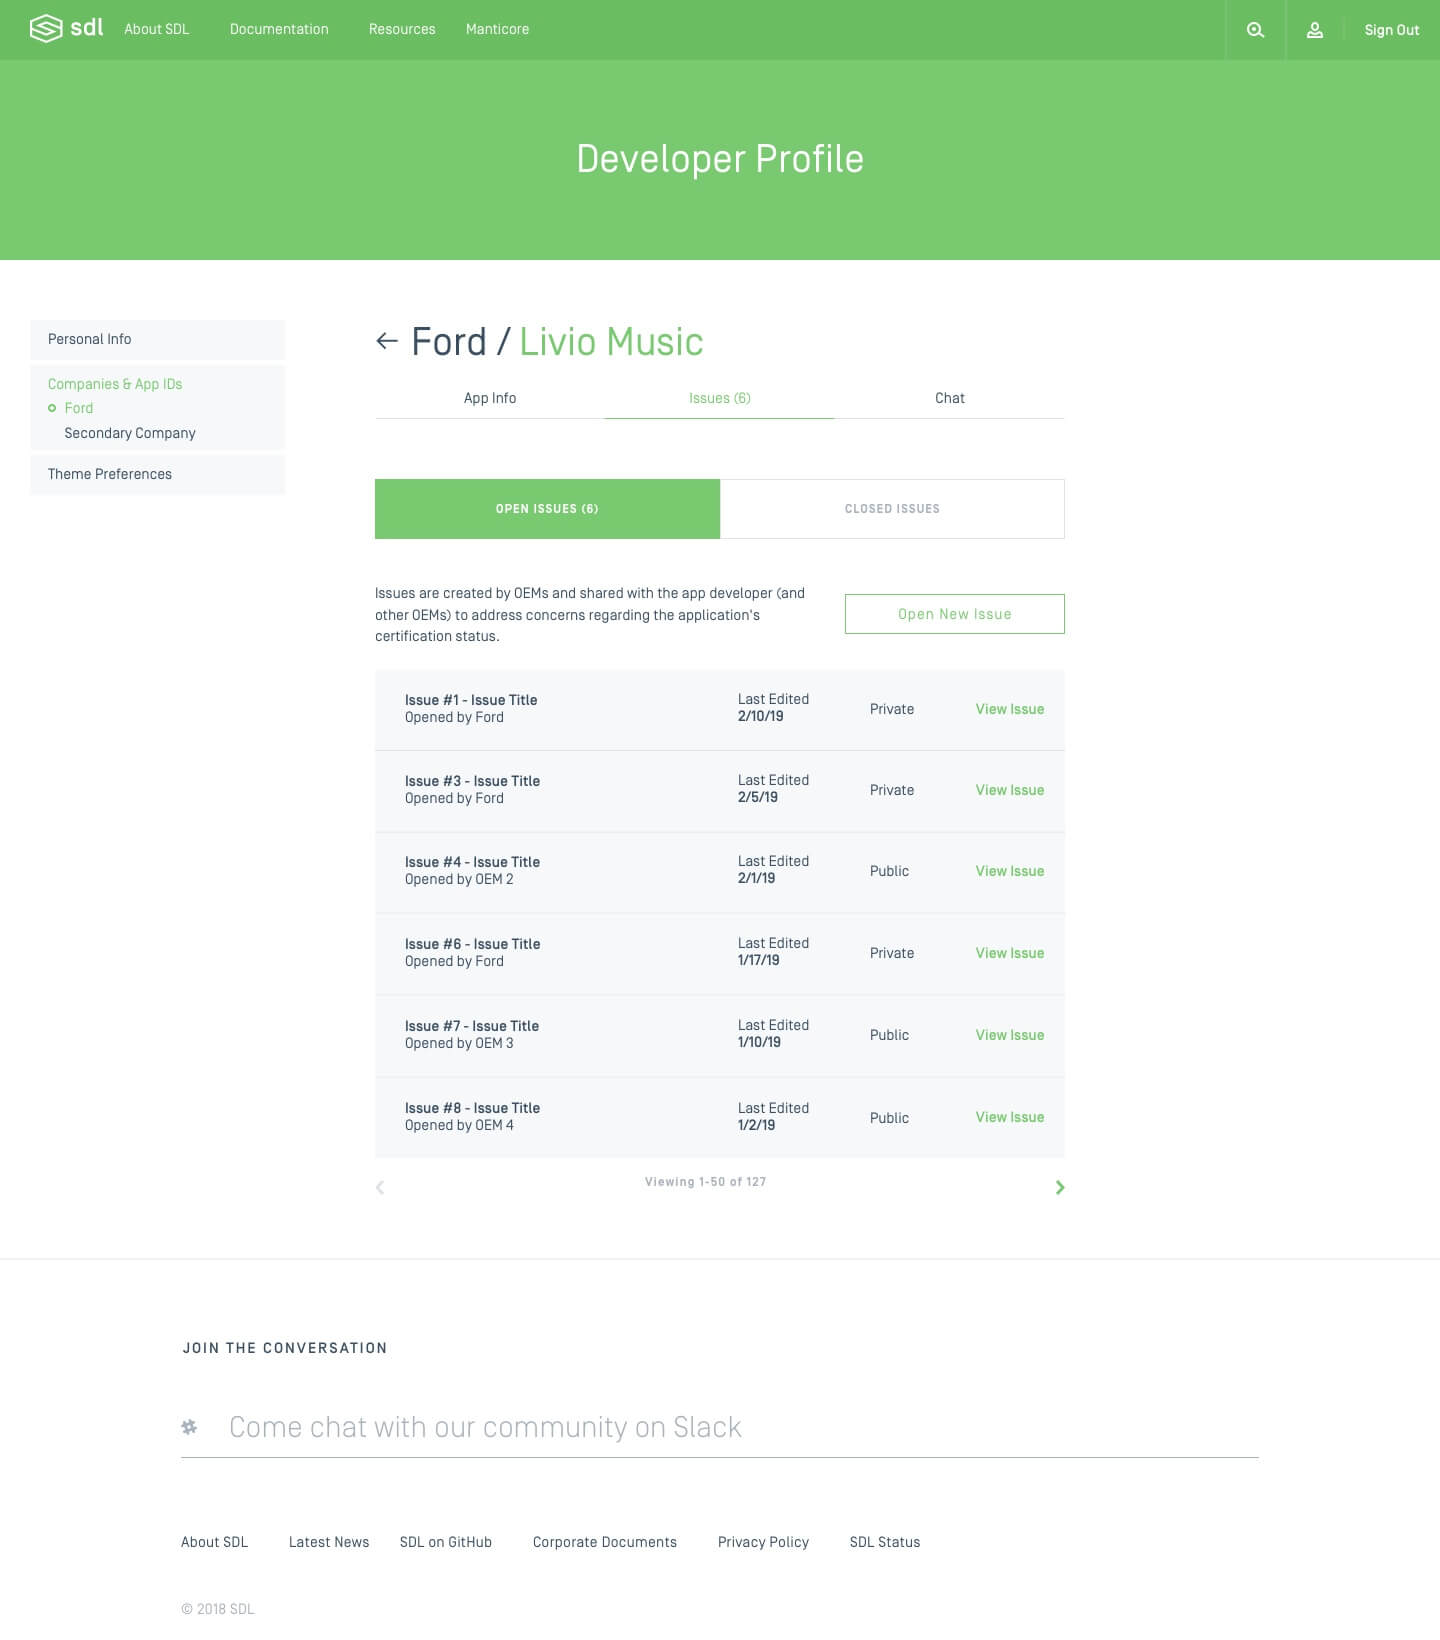 sdl About SDL Documentation Resources Manticore Sign Out
Developer Profile
Personal Info
Companies & App IDs
Ford
Secondary Company
Theme Preferences
Ford / Livio Music
App Info Issues (6) Chat
OPEN ISSUES (6) CLOSED ISSUES
Issues are created by OEMs and shared with the app developer (and
other OEMs) to address concerns regarding the application's
certification status.
Open New Issue
Issue #1 - Issue Title
Opened by Ford
Last Edited
2/10/19
Private
View Issue
Issue #3 - Issue Title
Opened by Ford
Last Edited
2/5/19
Private
View Issue
Issue #4 - Issue Title
Opened by OEM 2
Last Edited
2/1/19
Public
View Issue
Issue #6 - Issue Title
Opened by Ford
Last Edited
1/17/19
Private
View Issue
Issue #7 - Issue Title
Opened by OEM 3
Last Edited
1/10/19
Public
View Issue
Issue #8 - Issue Title
Opened by OEM 4
Last Edited
1/2/19
Public
View Issue
Viewing 1-50 of 127
JOIN THE CONVERSATION
Come chat with our community on Slack
About SDL Latest News SDL on GitHub Corporate Documents Privacy Policy SDL Status
© 2018 SDL